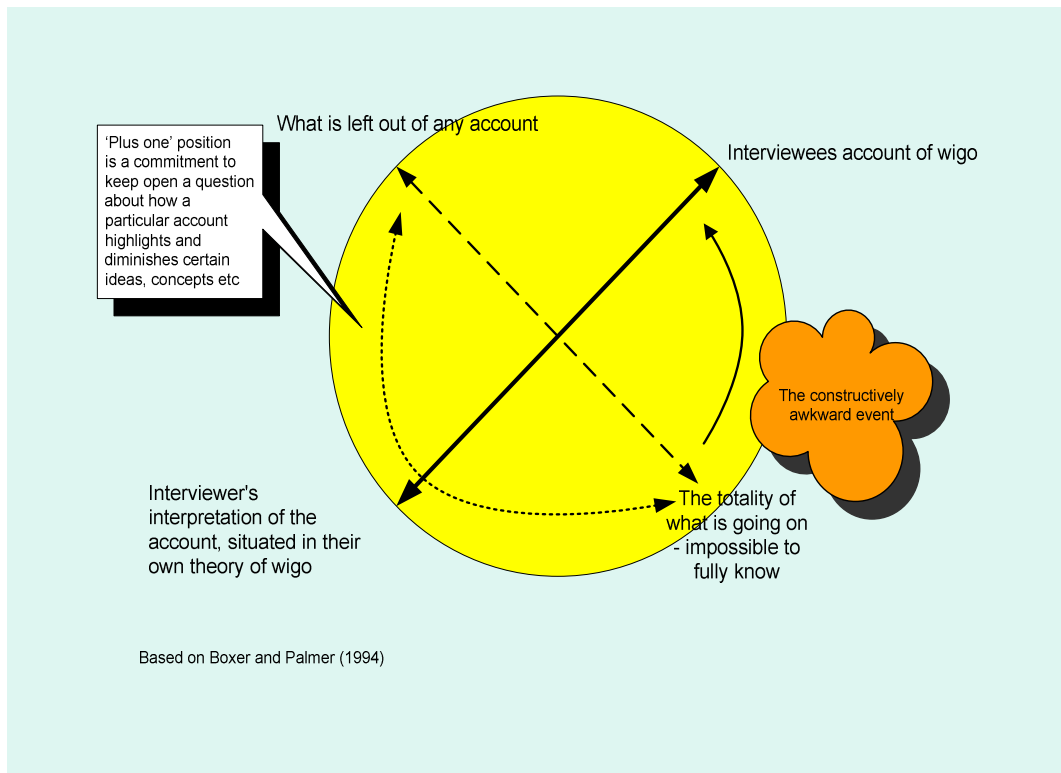 What is left out of any account
Interviewees account of wigo
‘Plus one’ position
is a commitment to
keep open a question
about how a
particular account
highlights and
diminishes certain
ideas, concepts etc
The constructively
awkward event
Interviewer's
interpretation of the
account, situated in their
own theory of wigo
The totality of
what is going on
- impossible to
fully know
Based on Boxer and Palmer (1994)